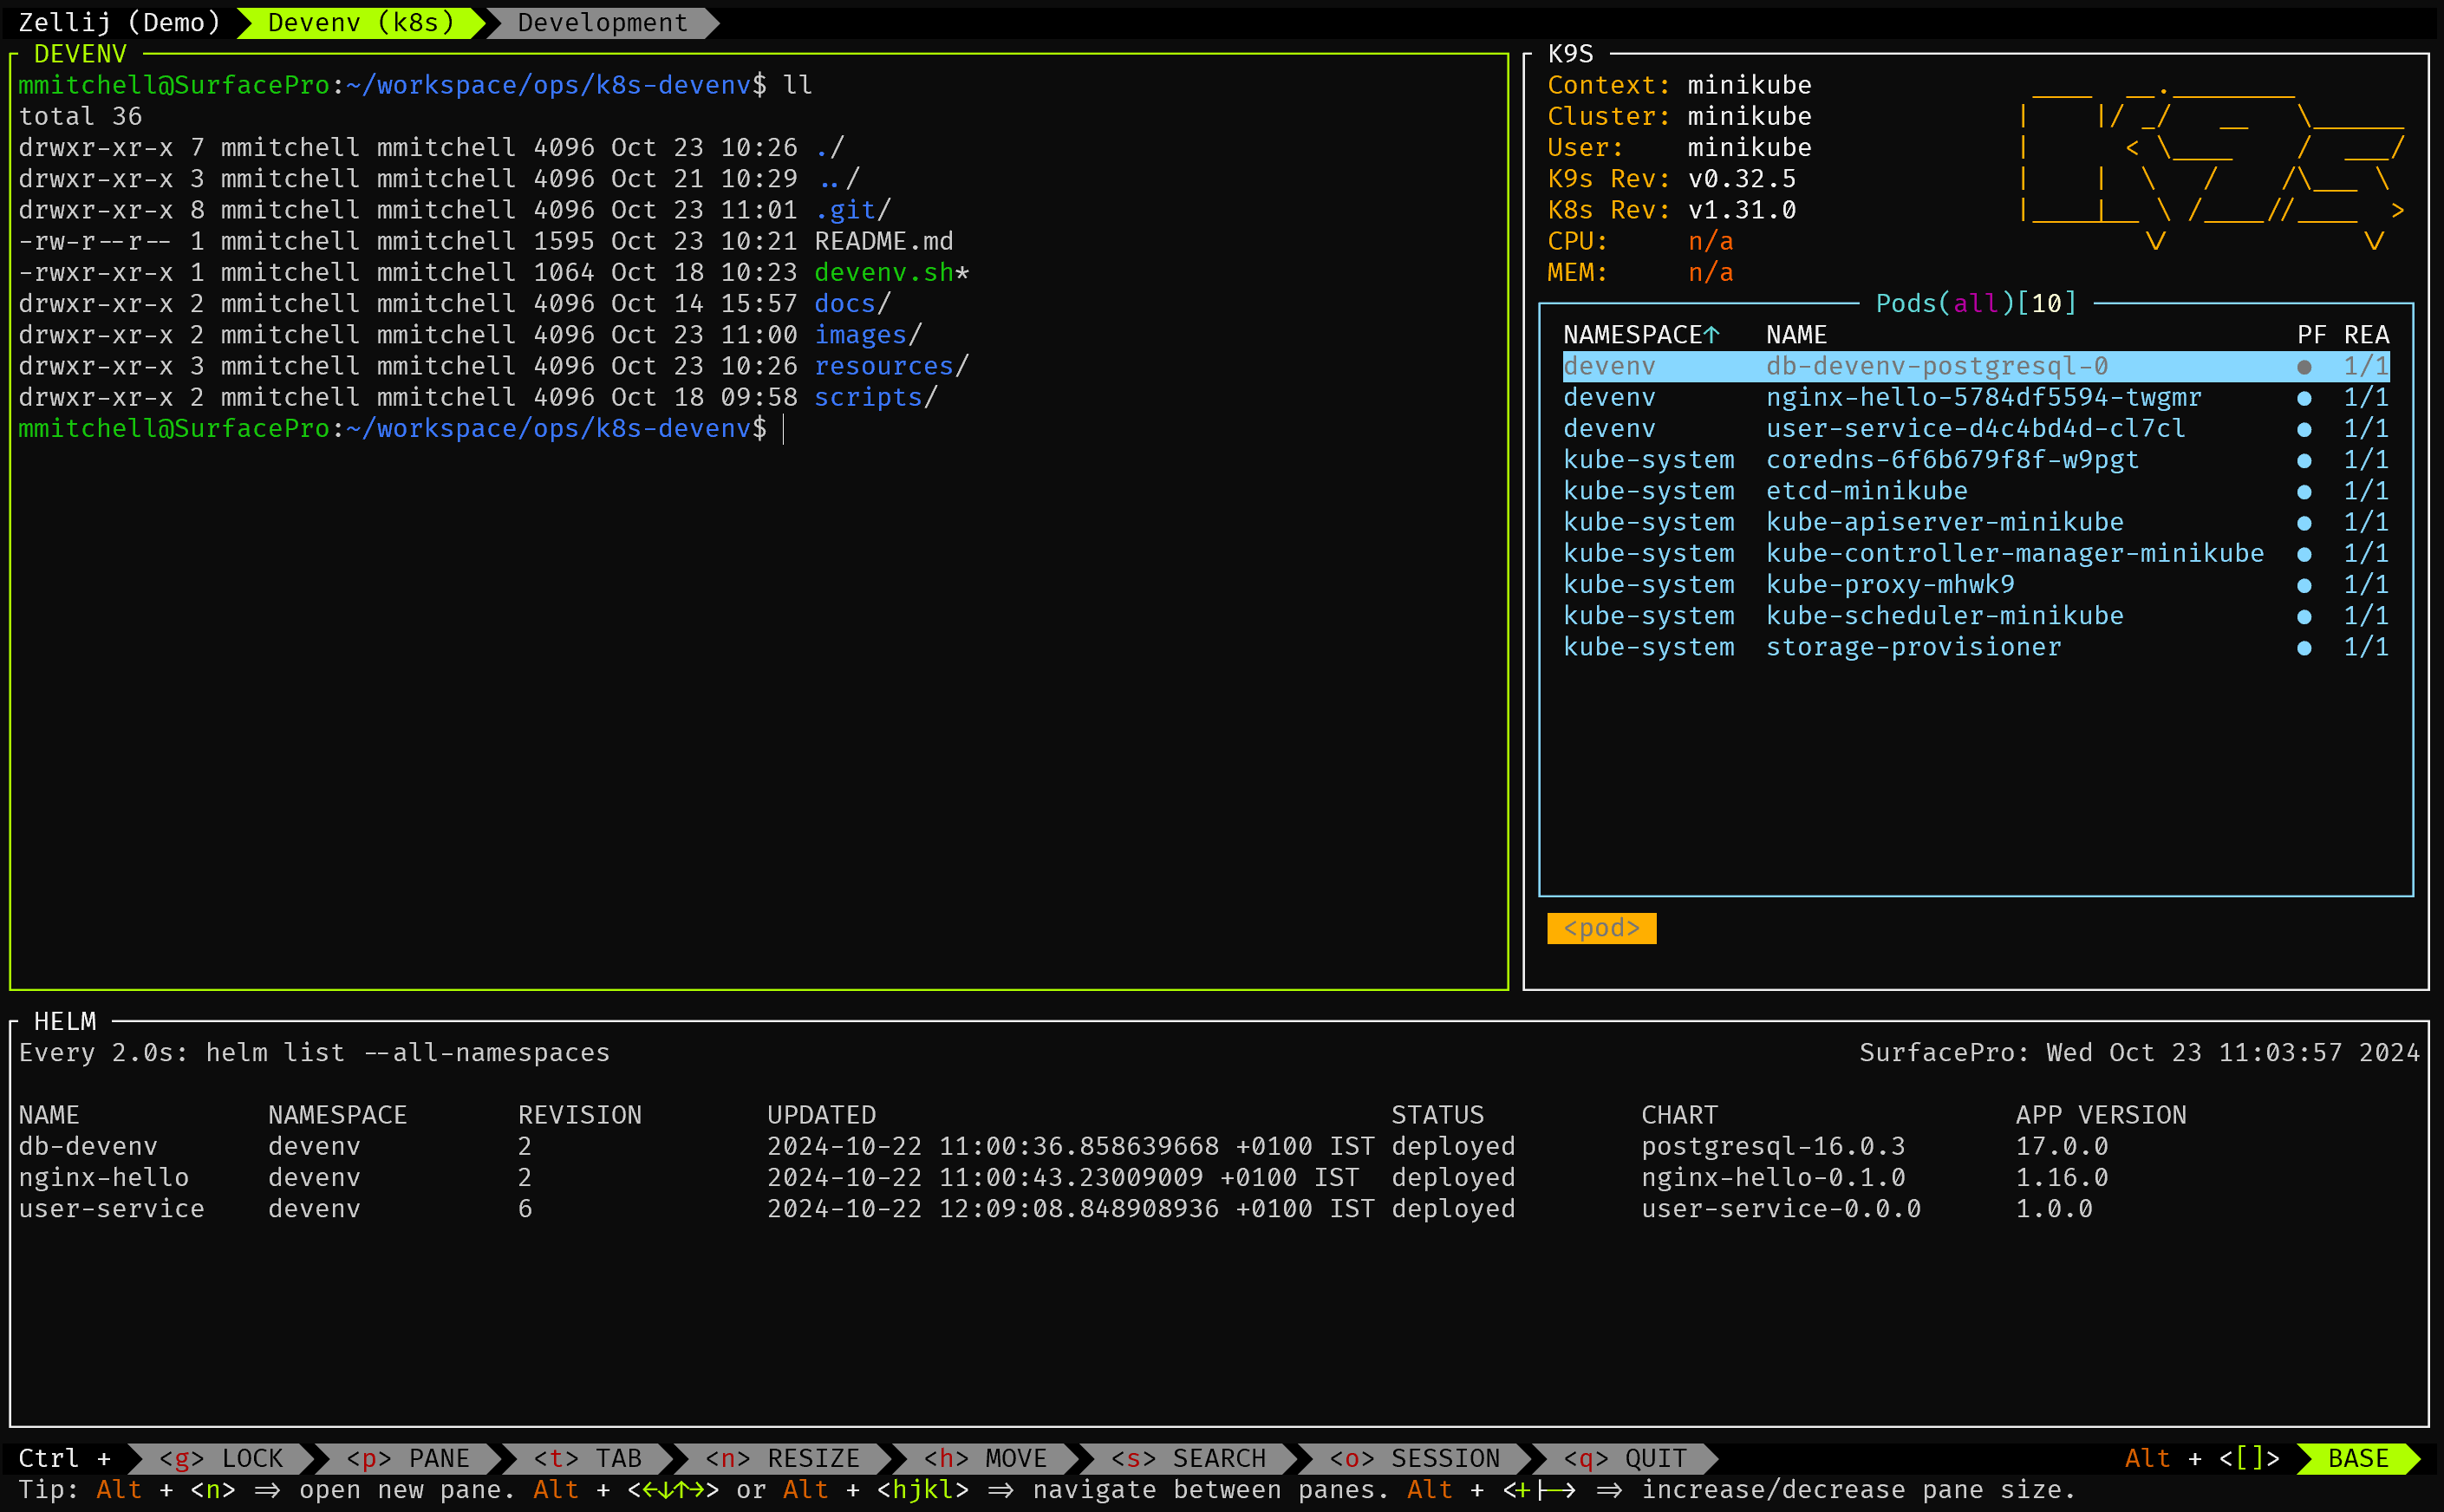 Zellij (Demo) Devenv (k8s) Development
DEVENV
mmitchell@SurfacePro:~/workspace/ops/k8s-devenv$ ll
total 36
drwxr-xr-x 7 mmitchell mmitchell 4096 Oct 23 10:26 ./
drwxr-xr-x 3 mmitchell mmitchell 4096 Oct 21 10:29 ../
drwxr-xr-x 8 mmitchell mmitchell 4096 Oct 23 11:01 .git/
-rw-r--r-- 1 mmitchell mmitchell 1595 Oct 23 10:21 README.md
-rwxr-xr-x 1 mmitchell mmitchell 1064 Oct 18 10:23 devenv.sh*
drwxr-xr-x 2 mmitchell mmitchell 4096 Oct 14 15:57 docs/
drwxr-xr-x 2 mmitchell mmitchell 4096 Oct 23 11:00 images/
drwxr-xr-x 3 mmitchell mmitchell 4096 Oct 23 10:26 resources/
drwxr-xr-x 2 mmitchell mmitchell 4096 Oct 18 09:58 scripts/
mmitchell@SurfacePro:~/workspace/ops/k8s-devenv$
K9S
Context: minikube
Cluster: minikube
User: minikube
K9s Rev: v0.32.5
K8s Rev: v1.31.0
CPU: n/a
MEM: n/a
K9s
Pods(all)[10]
NAMESPACE↑ NAME PF REA
devenv db-devenv-postgresql-0 ● 1/1
devenv nginx-hello-5784df5594-twgmr ● 1/1
devenv user-service-d4c4bd4d-cl7cl ● 1/1
kube-system coredns-6f6b679f8f-w9pgt ● 1/1
kube-system etcd-minikube ● 1/1
kube-system kube-apiserver-minikube ● 1/1
kube-system kube-controller-manager-minikube ● 1/1
kube-system kube-proxy-mhwk9 ● 1/1
kube-system kube-scheduler-minikube ● 1/1
kube-system storage-provisioner ● 1/1
<pod>
HELM
Every 2.0s: helm list --all-namespaces SurfacePro: Wed Oct 23 11:03:57 2024
NAME NAMESPACE REVISION UPDATED STATUS CHART APP VERSION
db-devenv devenv 2 2024-10-22 11:00:36.858639668 +0100 IST deployed postgresql-16.0.3 17.0.0
nginx-hello devenv 2 2024-10-22 11:00:43.23009009 +0100 IST deployed nginx-hello-0.1.0 1.16.0
user-service devenv 6 2024-10-22 12:09:08.848908936 +0100 IST deployed user-service-0.0.0 1.0.0
Ctrl + <g> LOCK <p> PANE <t> TAB <n> RESIZE <h> MOVE <s> SEARCH <o> SESSION <q> QUIT Alt + <[]> BASE
Tip: Alt + <n> => open new pane. Alt + <←↓↑→> or Alt + <hjkl> => navigate between panes. Alt + <+|-> => increase/decrease pane size.